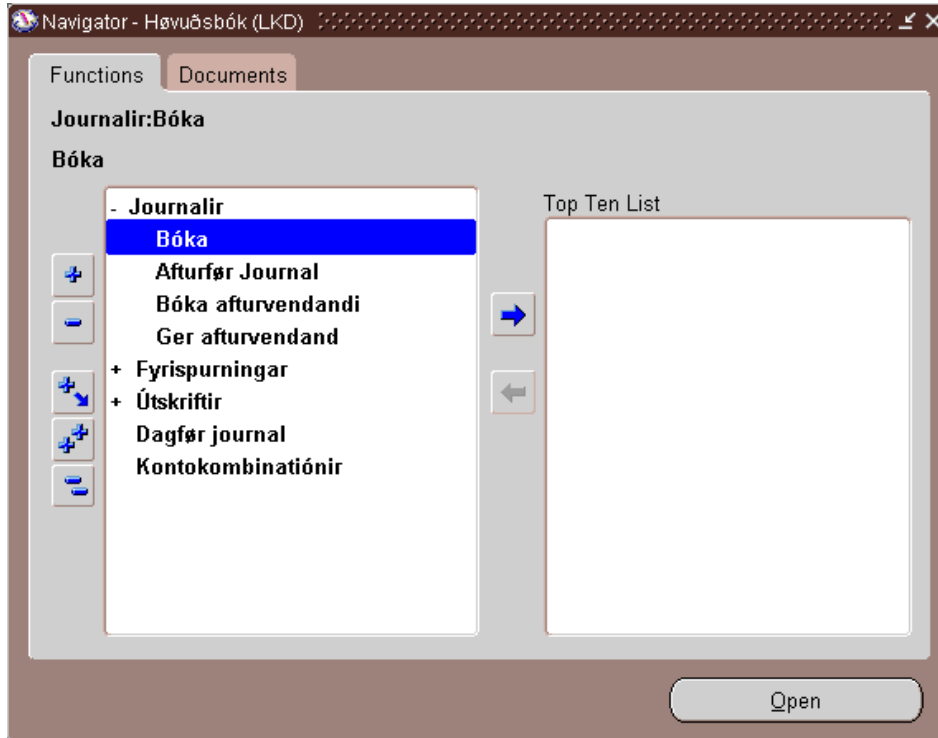 Navigator - Høvuðsbók (LKD)
Functions
Documents
Journalir:Bóka
Bóka
- Journalir
Bóka
Afturfør Journal
Bóka afturvendandi
Ger afturvendand
+ Fyrispurningar
+ Útskriftir
Dagfør journal
Kontokombinatiónir
Top Ten List
Open